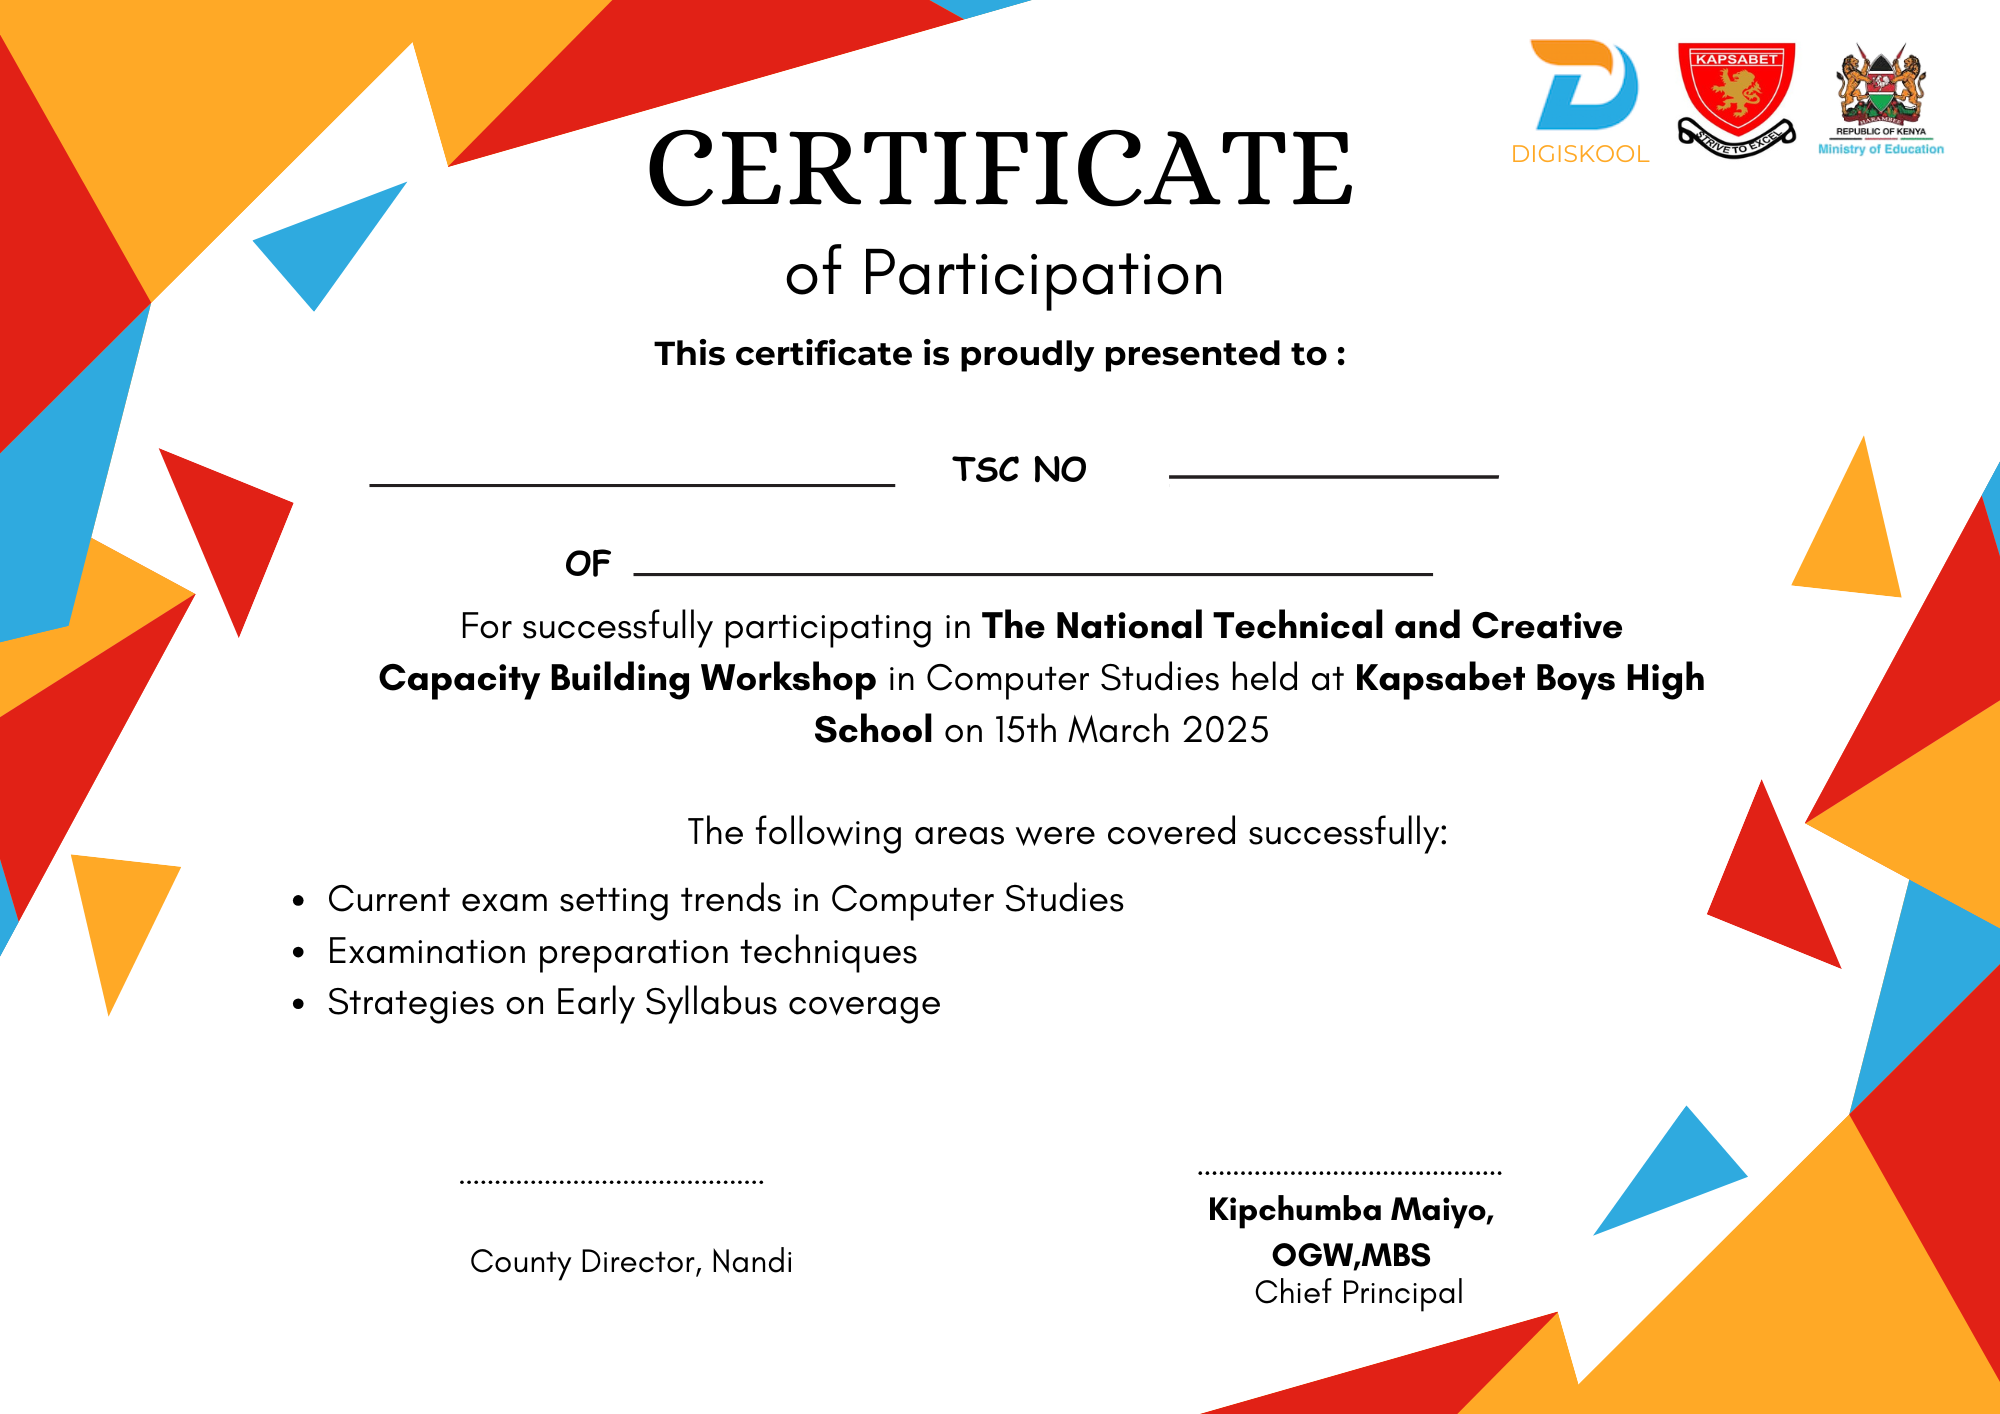 DIGISKOOL
KAPSABET
STRIVE TO EXCEL
HARAMBEE
REPUBLIC OF KENYA
Ministry of Education
CERTIFICATE
of Participation
This certificate is proudly presented to :
TSC NO
OF
For successfully participating in The National Technical and Creative
Capacity Building Workshop in Computer Studies held at Kapsabet Boys High
School on 15th March 2025
The following areas were covered successfully:
• Current exam setting trends in Computer Studies
• Examination preparation techniques
• Strategies on Early Syllabus coverage
County Director, Nandi
Kipchumba Maiyo,
OGW,MBS
Chief Principal